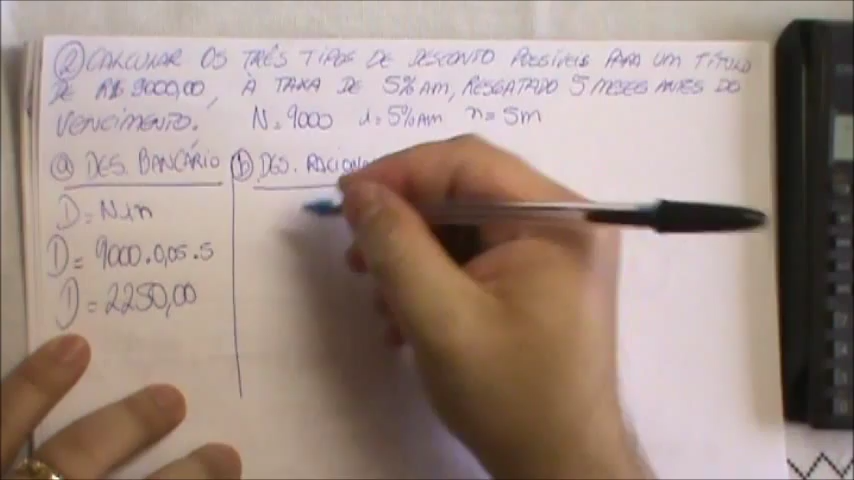 ② CALCULAR OS TRÊS TIPOS DE DESCONTO POSSÍVEIS PARA UM TÍTULO
DE R$ 9000,00, À TAXA DE 5% AM, RESGATADO 5 MESES ANTES DO
VENCIMENTO. N = 9000 i = 5% AM n = 5m
ⓐ DES. BANCÁRIO
D = N.i.n
D = 9000 . 0,05 . 5
D = 2250,00
ⓑ DES. RACIONA